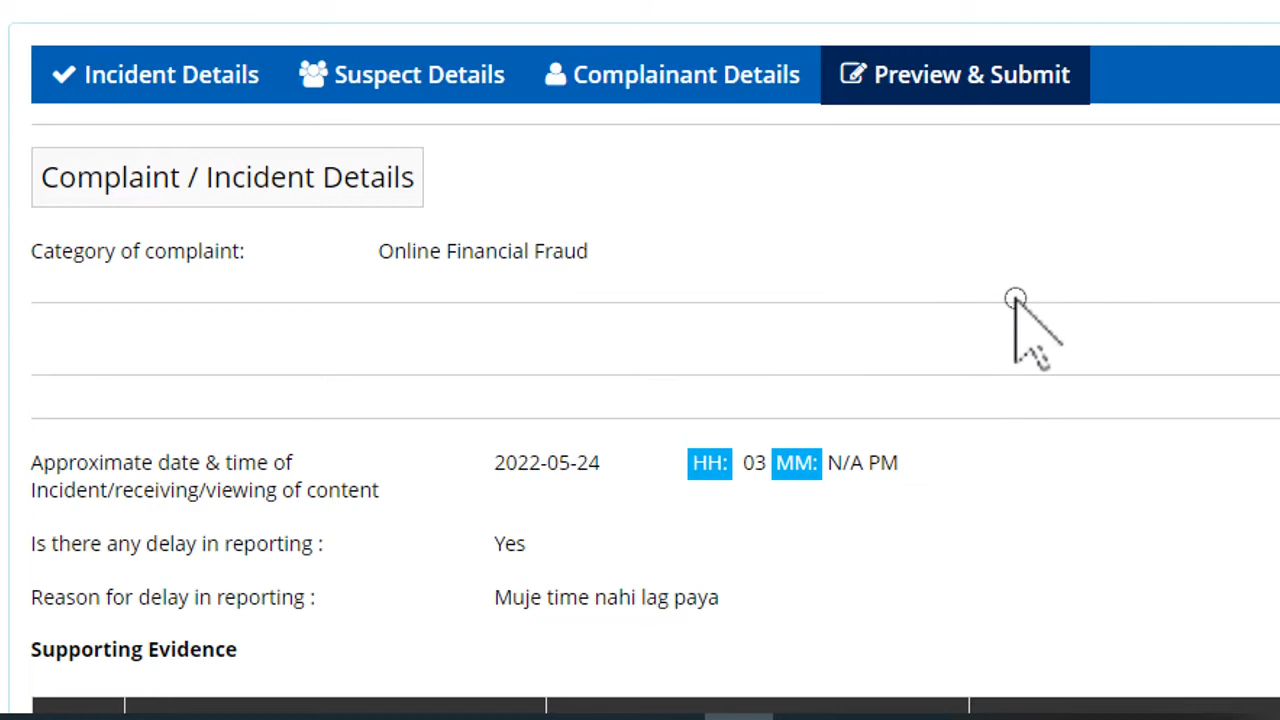 Incident Details Suspect Details Complainant Details Preview & Submit
Complaint / Incident Details
Category of complaint: Online Financial Fraud
Approximate date & time of 2022-05-24 HH: 03 MM: N/A PM
Incident/receiving/viewing of content
Is there any delay in reporting : Yes
Reason for delay in reporting : Muje time nahi lag paya
Supporting Evidence